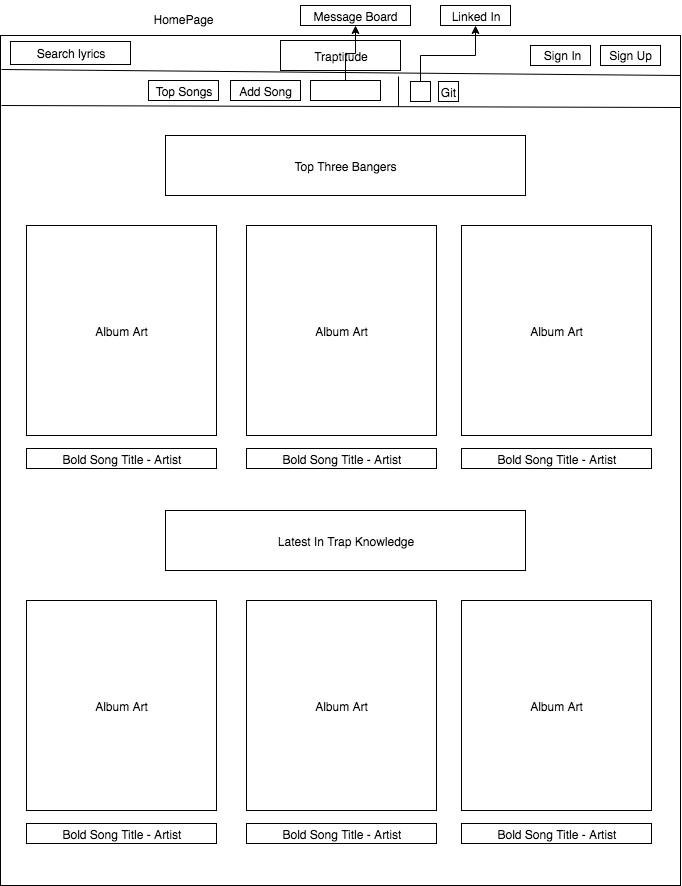 HomePage
Message Board
Linked In
Search lyrics
Traptitude
Sign In
Sign Up
Top Songs
Add Song
Git
Top Three Bangers
Album Art
Album Art
Album Art
Bold Song Title - Artist
Bold Song Title - Artist
Bold Song Title - Artist
Latest In Trap Knowledge
Album Art
Album Art
Album Art
Bold Song Title - Artist
Bold Song Title - Artist
Bold Song Title - Artist